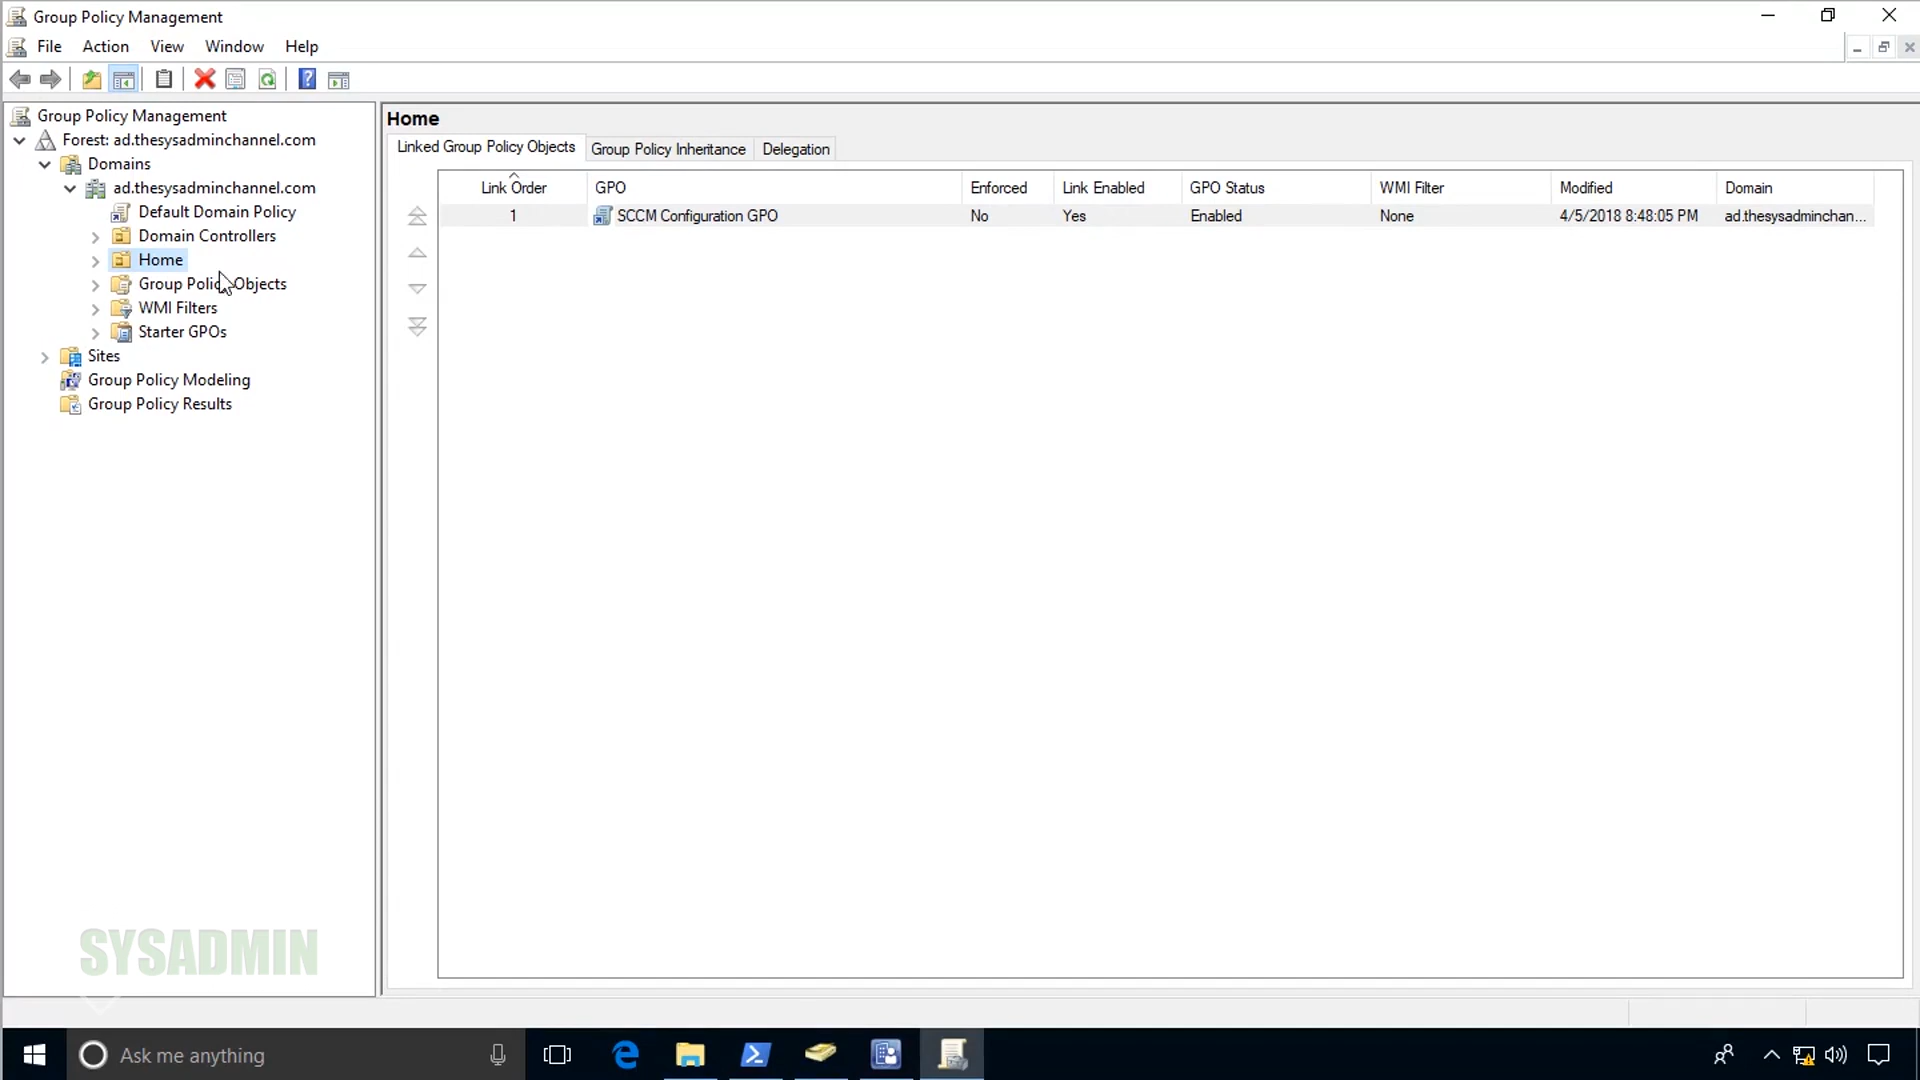 Group Policy Management
File Action View Window Help
Group Policy Management
Forest: ad.thesysadminchannel.com
Domains
ad.thesysadminchannel.com
Default Domain Policy
Domain Controllers
Home
Group Policy Objects
WMI Filters
Starter GPOs
Sites
Group Policy Modeling
Group Policy Results
Home
Linked Group Policy Objects Group Policy Inheritance Delegation
Link Order GPO Enforced Link Enabled GPO Status WMI Filter Modified Domain
1 SCCM Configuration GPO No Yes Enabled None 4/5/2018 8:48:05 PM ad.thesysadminchan...
SYSADMIN
Ask me anything